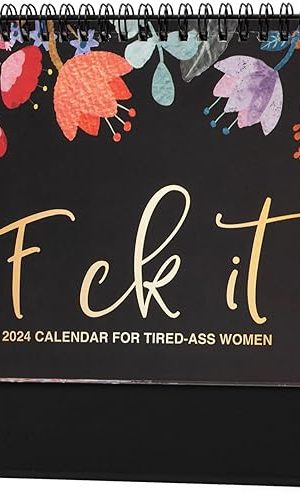 F ck it
2024 CALENDAR FOR TIRED-ASS WOMEN